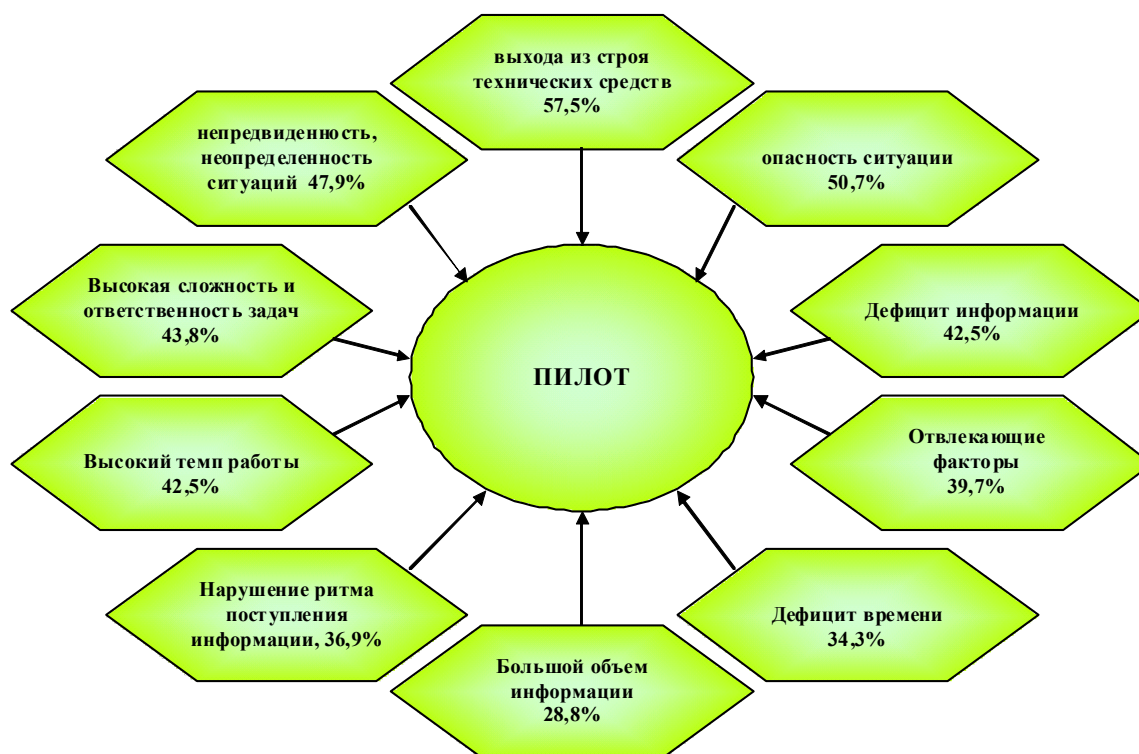 выхода из строя
технических средств
57,5%
непредвиденность,
неопределенность
ситуаций 47,9%
опасность ситуации
50,7%
Высокая сложность и
ответственность задач
43,8%
Дефицит информации
42,5%
ПИЛОТ
Высокий темп работы
42,5%
Отвлекающие
факторы
39,7%
Нарушение ритма
поступления
информации, 36,9%
Дефицит времени
34,3%
Большой объем
информации
28,8%